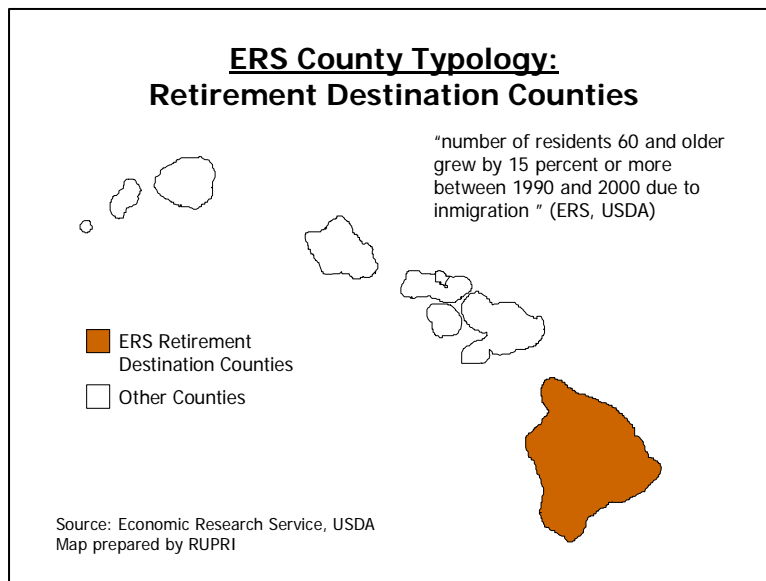 ERS County Typology:
Retirement Destination Counties
"number of residents 60 and older
grew by 15 percent or more
between 1990 and 2000 due to
inmigration " (ERS, USDA)
ERS Retirement
Destination Counties
Other Counties
Source: Economic Research Service, USDA
Map prepared by RUPRI